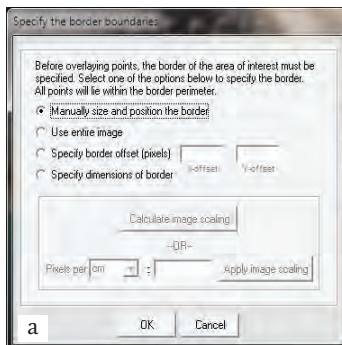 Specify the border boundaries
Before overlaying points, the border of the area of interest must be
specified. Select one of the options below to specify the border.
All points will lie within the border perimeter.
Manually size and position the border
Use entire image
Specify border offset (pixels)
X-offset Y-offset
Specify dimensions of border
Calculate image scaling
--OR--
Pixels per cm : Apply image scaling
a OK Cancel